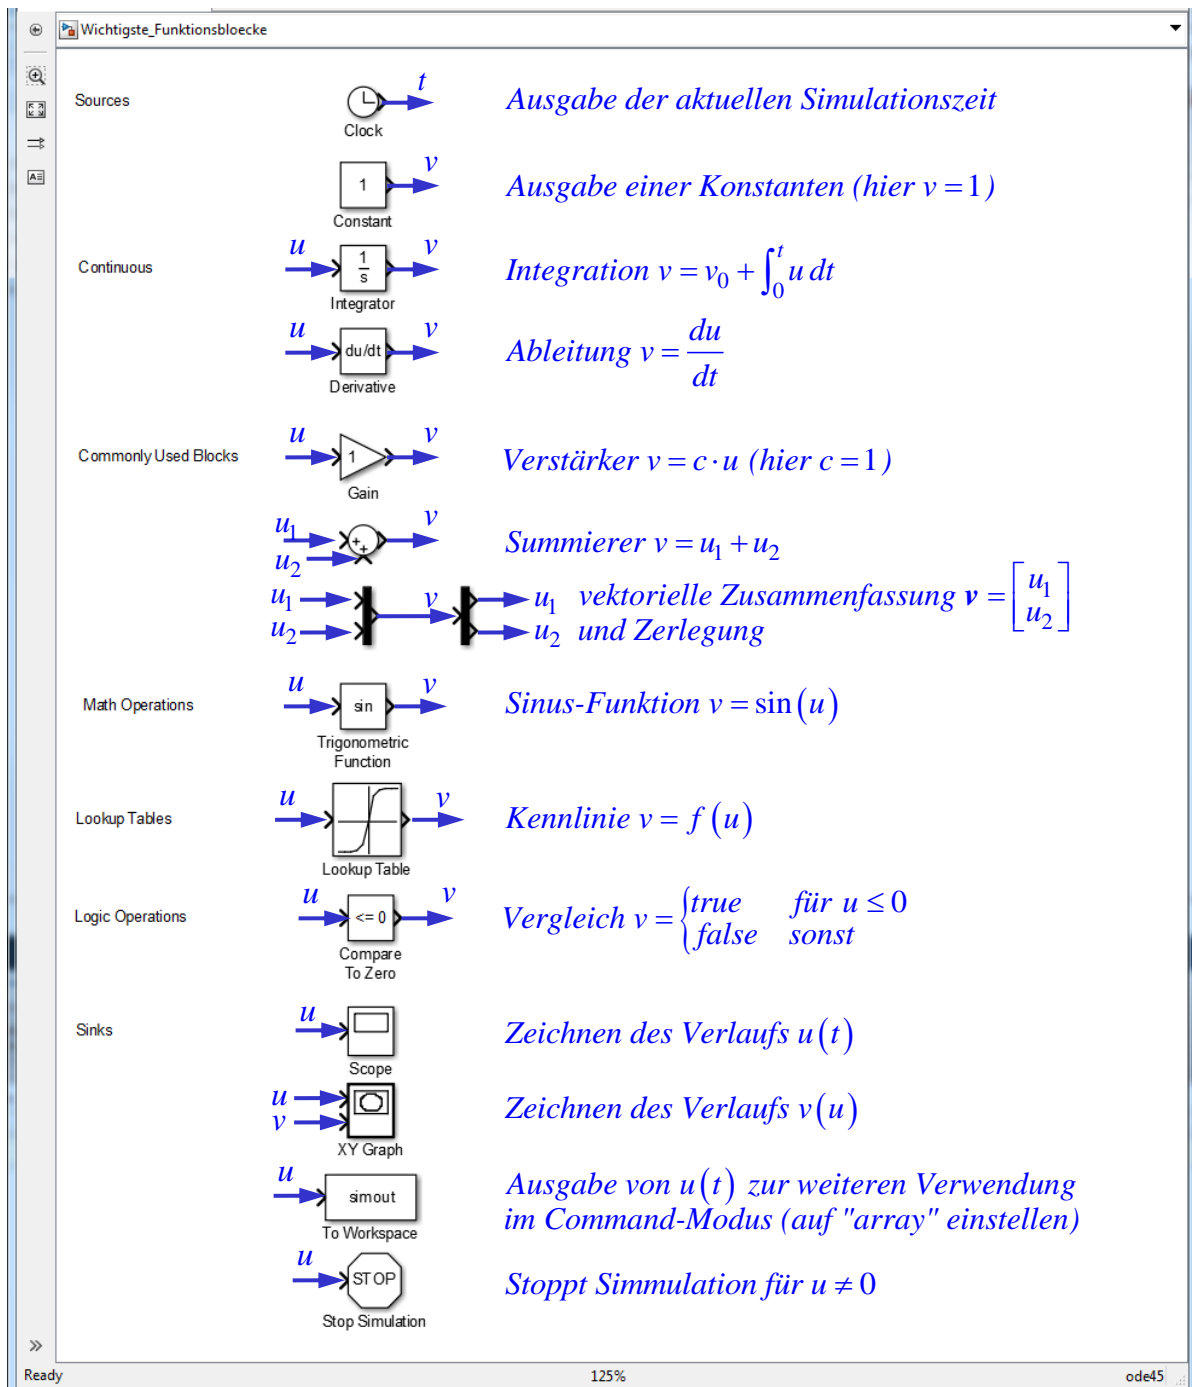 Wichtigste_Funktionsbloecke
Sources
t
Clock
Ausgabe der aktuellen Simulationszeit
1
v
Constant
Ausgabe einer Konstanten (hier v = 1)
Continuous
u
1/s
v
Integrator
Integration v = v₀ + ∫₀ᵗ u dt
u
du/dt
v
Derivative
Ableitung v = du/dt
Commonly Used Blocks
u
1
v
Gain
Verstärker v = c · u (hier c = 1)
u₁
u₂
+
+
v
Summierer v = u₁ + u₂
u₁
u₂
v
u₁
u₂
vektorielle Zusammenfassung v = [u₁ u₂]
und Zerlegung
Math Operations
u
sin
v
Trigonometric
Function
Sinus-Funktion v = sin(u)
Lookup Tables
u
v
Lookup Table
Kennlinie v = f(u)
Logic Operations
u
<= 0
v
Compare
To Zero
Vergleich v = { true für u ≤ 0
false sonst
Sinks
u
Scope
Zeichnen des Verlaufs u(t)
u
v
XY Graph
Zeichnen des Verlaufs v(u)
u
simout
To Workspace
Ausgabe von u(t) zur weiteren Verwendung
im Command-Modus (auf "array" einstellen)
u
STOP
Stop Simulation
Stoppt Simmulation für u ≠ 0
Ready
125%
ode45